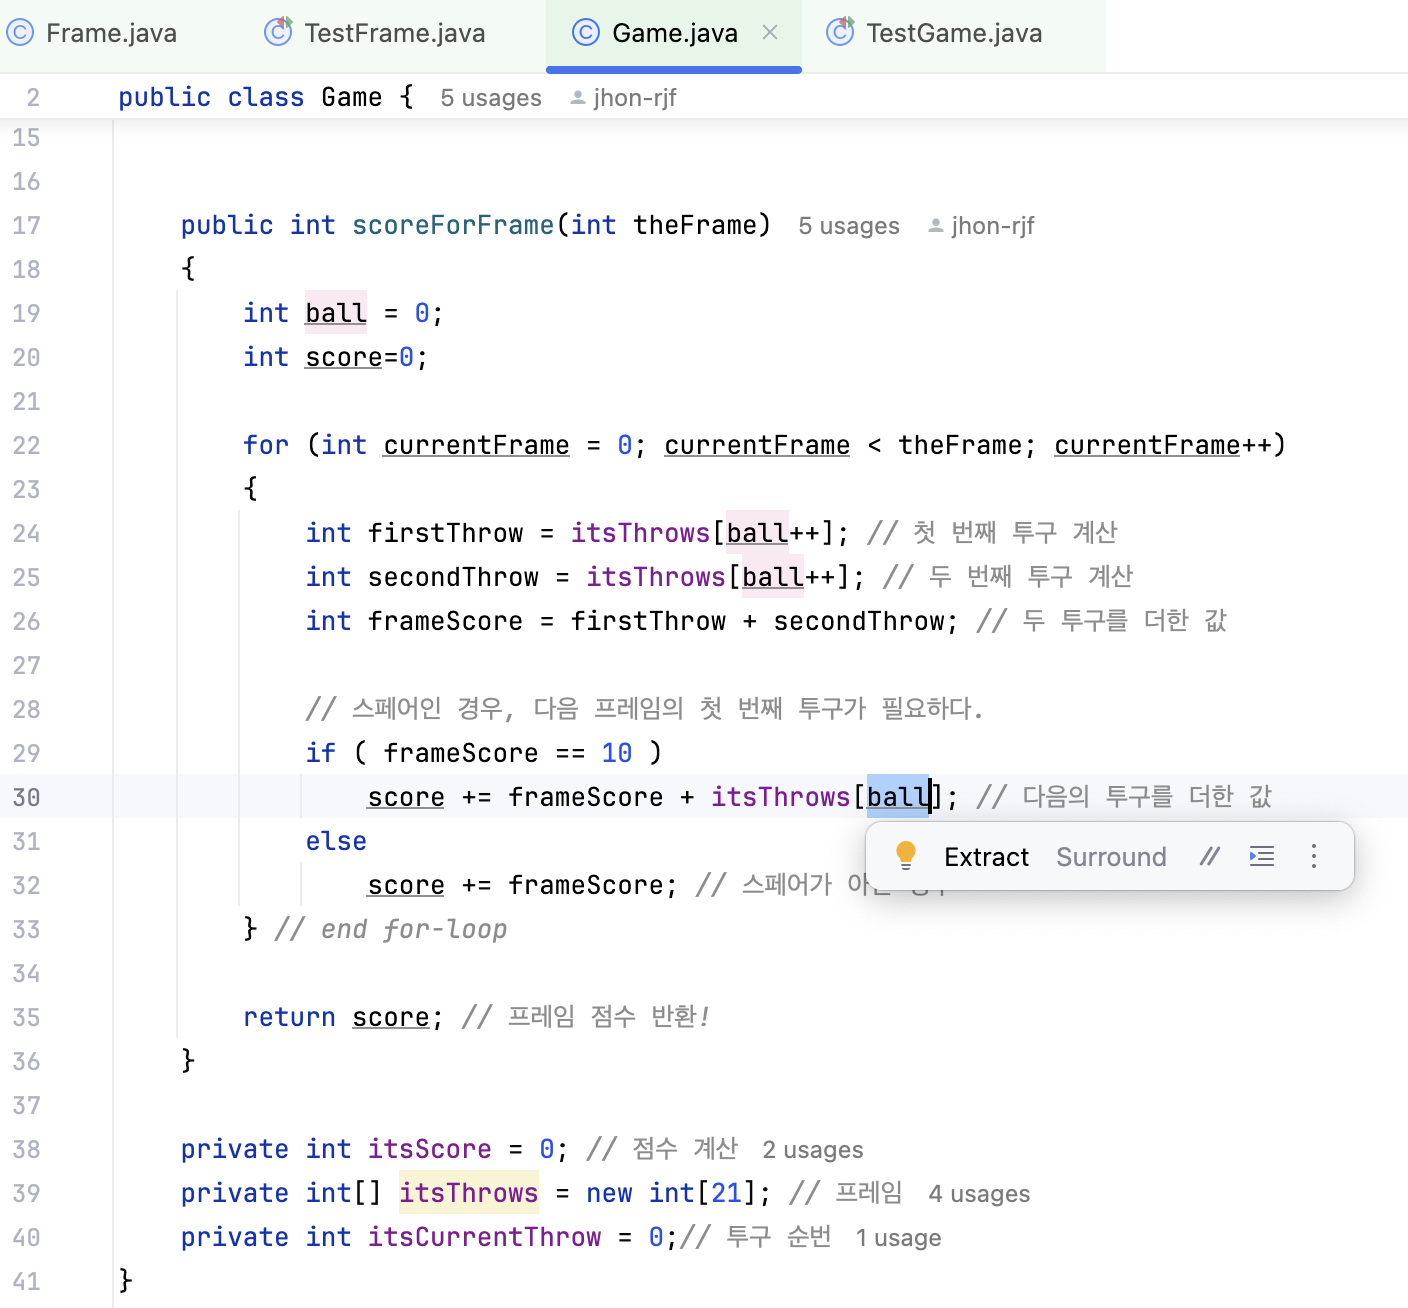 Frame.java TestFrame.java Game.java TestGame.java
2 public class Game { 5 usages jhon-rjf
15
16
17 public int scoreForFrame(int theFrame) 5 usages jhon-rjf
18 {
19 int ball = 0;
20 int score=0;
21
22 for (int currentFrame = 0; currentFrame < theFrame; currentFrame++)
23 {
24 int firstThrow = itsThrows[ball++]; // 첫 번째 투구 계산
25 int secondThrow = itsThrows[ball++]; // 두 번째 투구 계산
26 int frameScore = firstThrow + secondThrow; // 두 투구를 더한 값
27
28 // 스페어인 경우, 다음 프레임의 첫 번째 투구가 필요하다.
29 if ( frameScore == 10 )
30 score += frameScore + itsThrows[ball]; // 다음의 투구를 더한 값
31 else
Extract Surround //
32 score += frameScore; // 스페어가
33 } // end for-loop
34
35 return score; // 프레임 점수 반환!
36 }
37
38 private int itsScore = 0; // 점수 계산 2 usages
39 private int[] itsThrows = new int[21]; // 프레임 4 usages
40 private int itsCurrentThrow = 0;// 투구 순번 1 usage
41 }